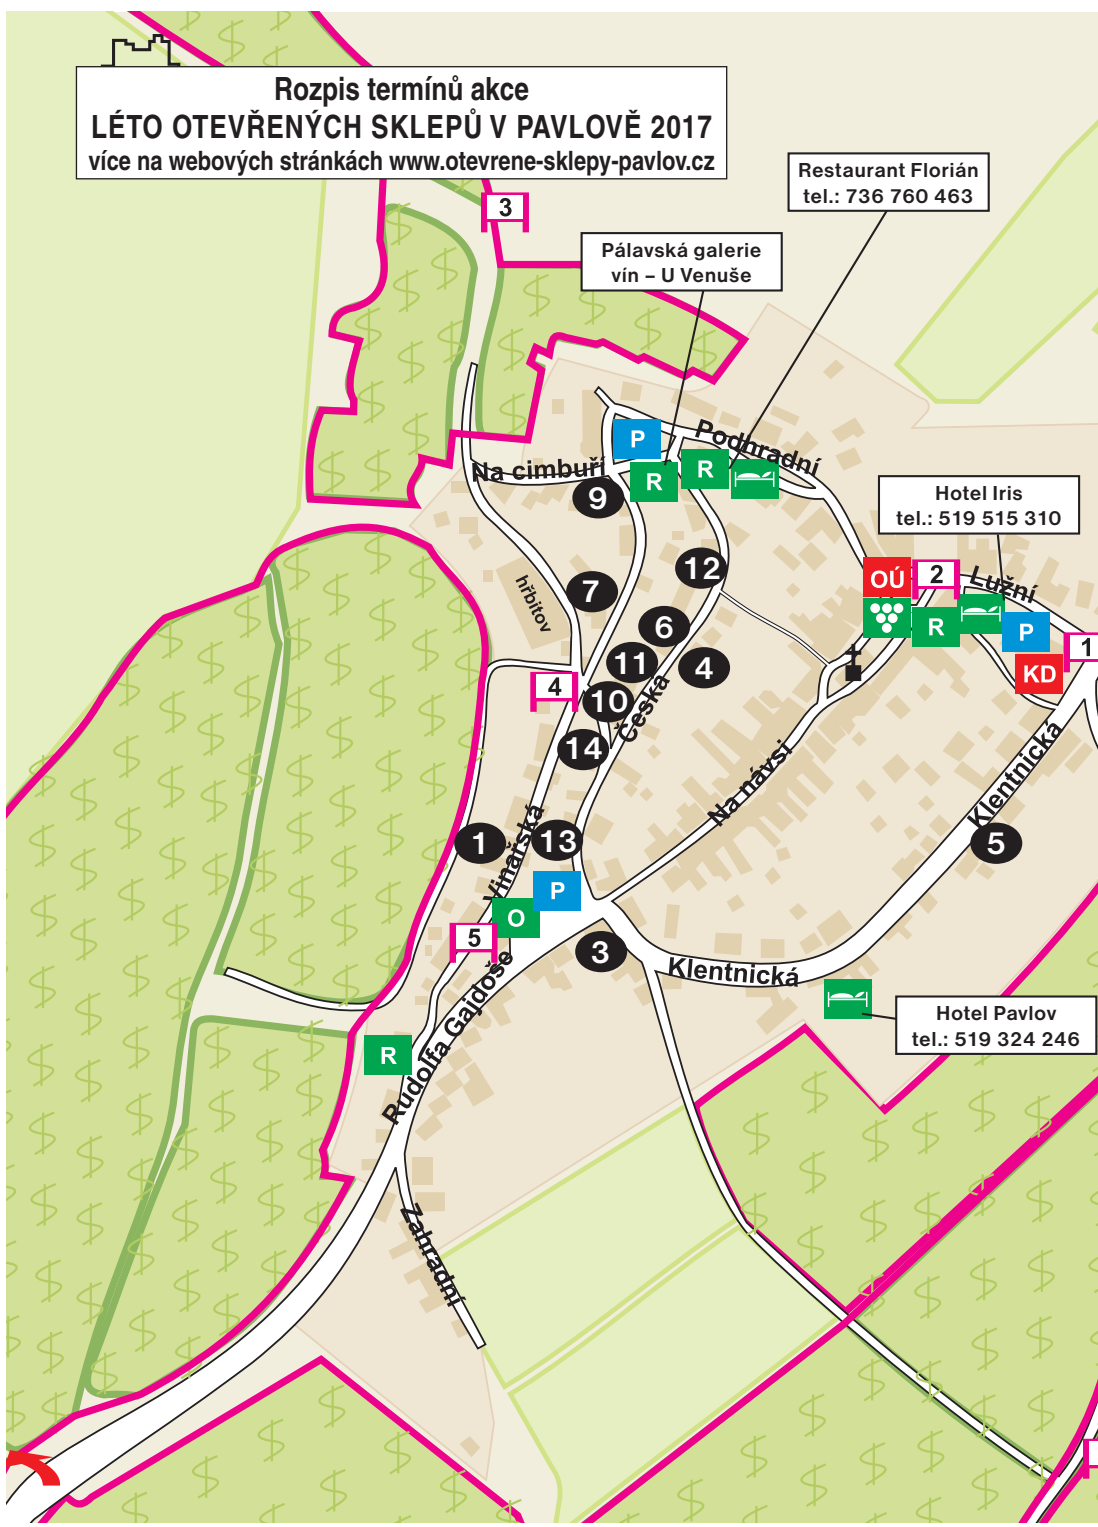 Rozpis termínů akce
LÉTO OTEVŘENÝCH SKLEPŮ V PAVLOVĚ 2017
více na webových stránkách www.otevrene-sklepy-pavlov.cz
Restaurant Florián
tel.: 736 760 463
3
Pálavská galerie
vín – U Venuše
P
Podhradní
R
R
Na cimbuří
9
Hotel Iris
tel.: 519 515 310
12
OÚ
2
Lužní
7
hřbitov
6
R
P
1
11
4
KD
4
10
Česká
14
Na návsi
Klentnická
1
Vinařská
13
5
P
O
5
3
Klentnická
Hotel Pavlov
tel.: 519 324 246
R
Rudolfa Gajdoše
Zahradní